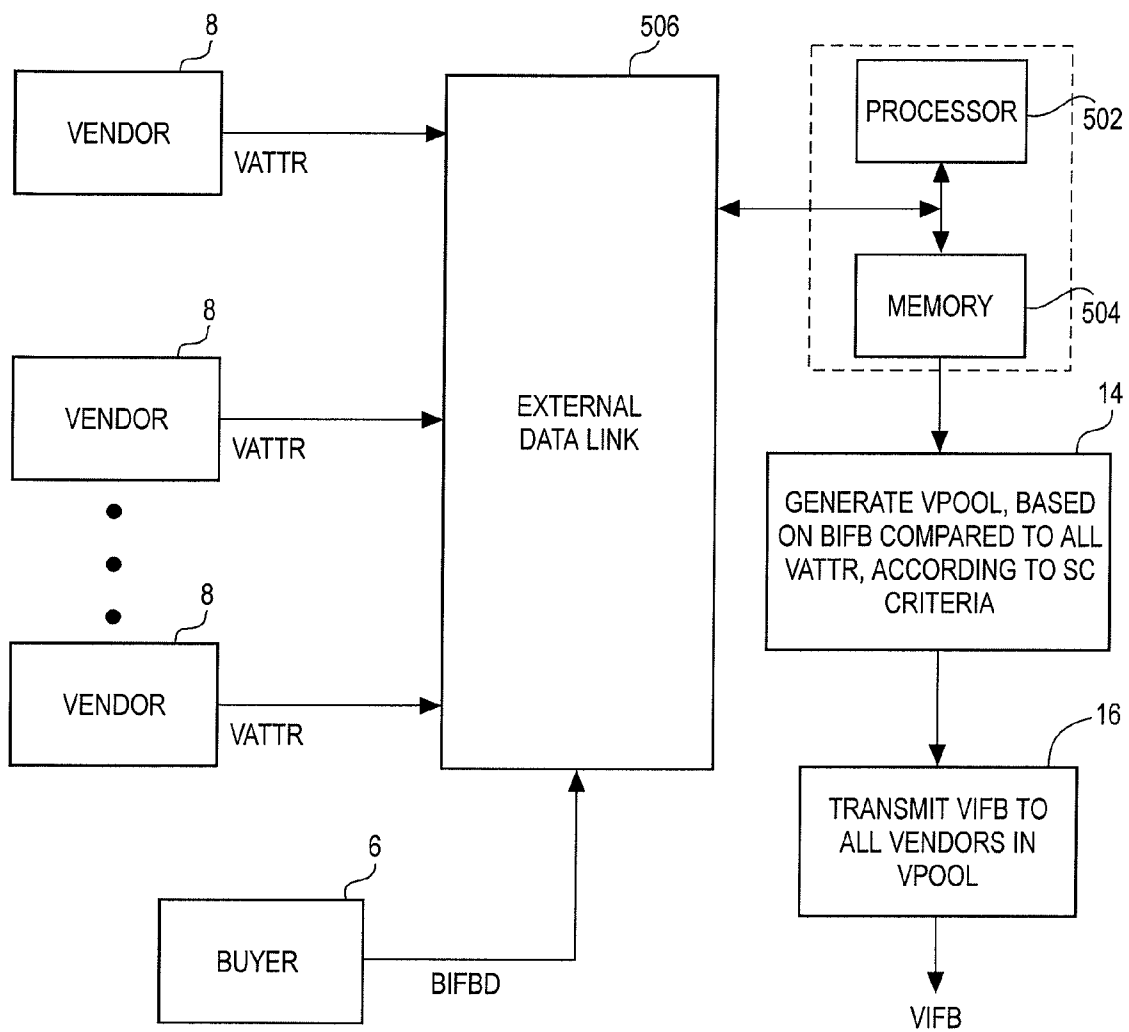 8
506
VENDOR
VATTR
PROCESSOR
502
MEMORY
504
8
VENDOR
VATTR
EXTERNAL
DATA LINK
14
GENERATE VPOOL, BASED
ON BIFB COMPARED TO ALL
VATTR, ACCORDING TO SC
CRITERIA
8
VENDOR
VATTR
16
TRANSMIT VIFB TO
ALL VENDORS IN
VPOOL
6
BUYER
BIFBD
VIFB